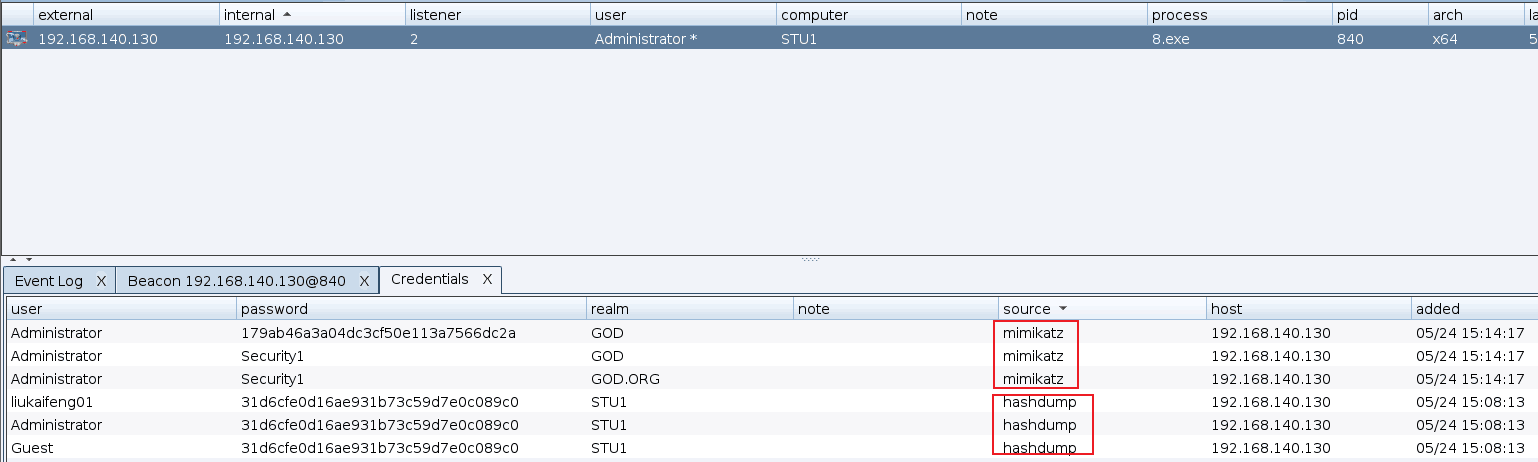 external internal listener user computer note process pid arch la
192.168.140.130 192.168.140.130 2 Administrator * STU1 8.exe 840 x64 5
Event Log X Beacon 192.168.140.130@840 X Credentials X
user password realm note source host added
Administrator 179ab46a3a04dc3cf50e113a7566dc2a GOD mimikatz 192.168.140.130 05/24 15:14:17
Administrator Security1 GOD mimikatz 192.168.140.130 05/24 15:14:17
Administrator Security1 GOD.ORG mimikatz 192.168.140.130 05/24 15:14:17
liukaifeng01 31d6cfe0d16ae931b73c59d7e0c089c0 STU1 hashdump 192.168.140.130 05/24 15:08:13
Administrator 31d6cfe0d16ae931b73c59d7e0c089c0 STU1 hashdump 192.168.140.130 05/24 15:08:13
Guest 31d6cfe0d16ae931b73c59d7e0c089c0 STU1 hashdump 192.168.140.130 05/24 15:08:13